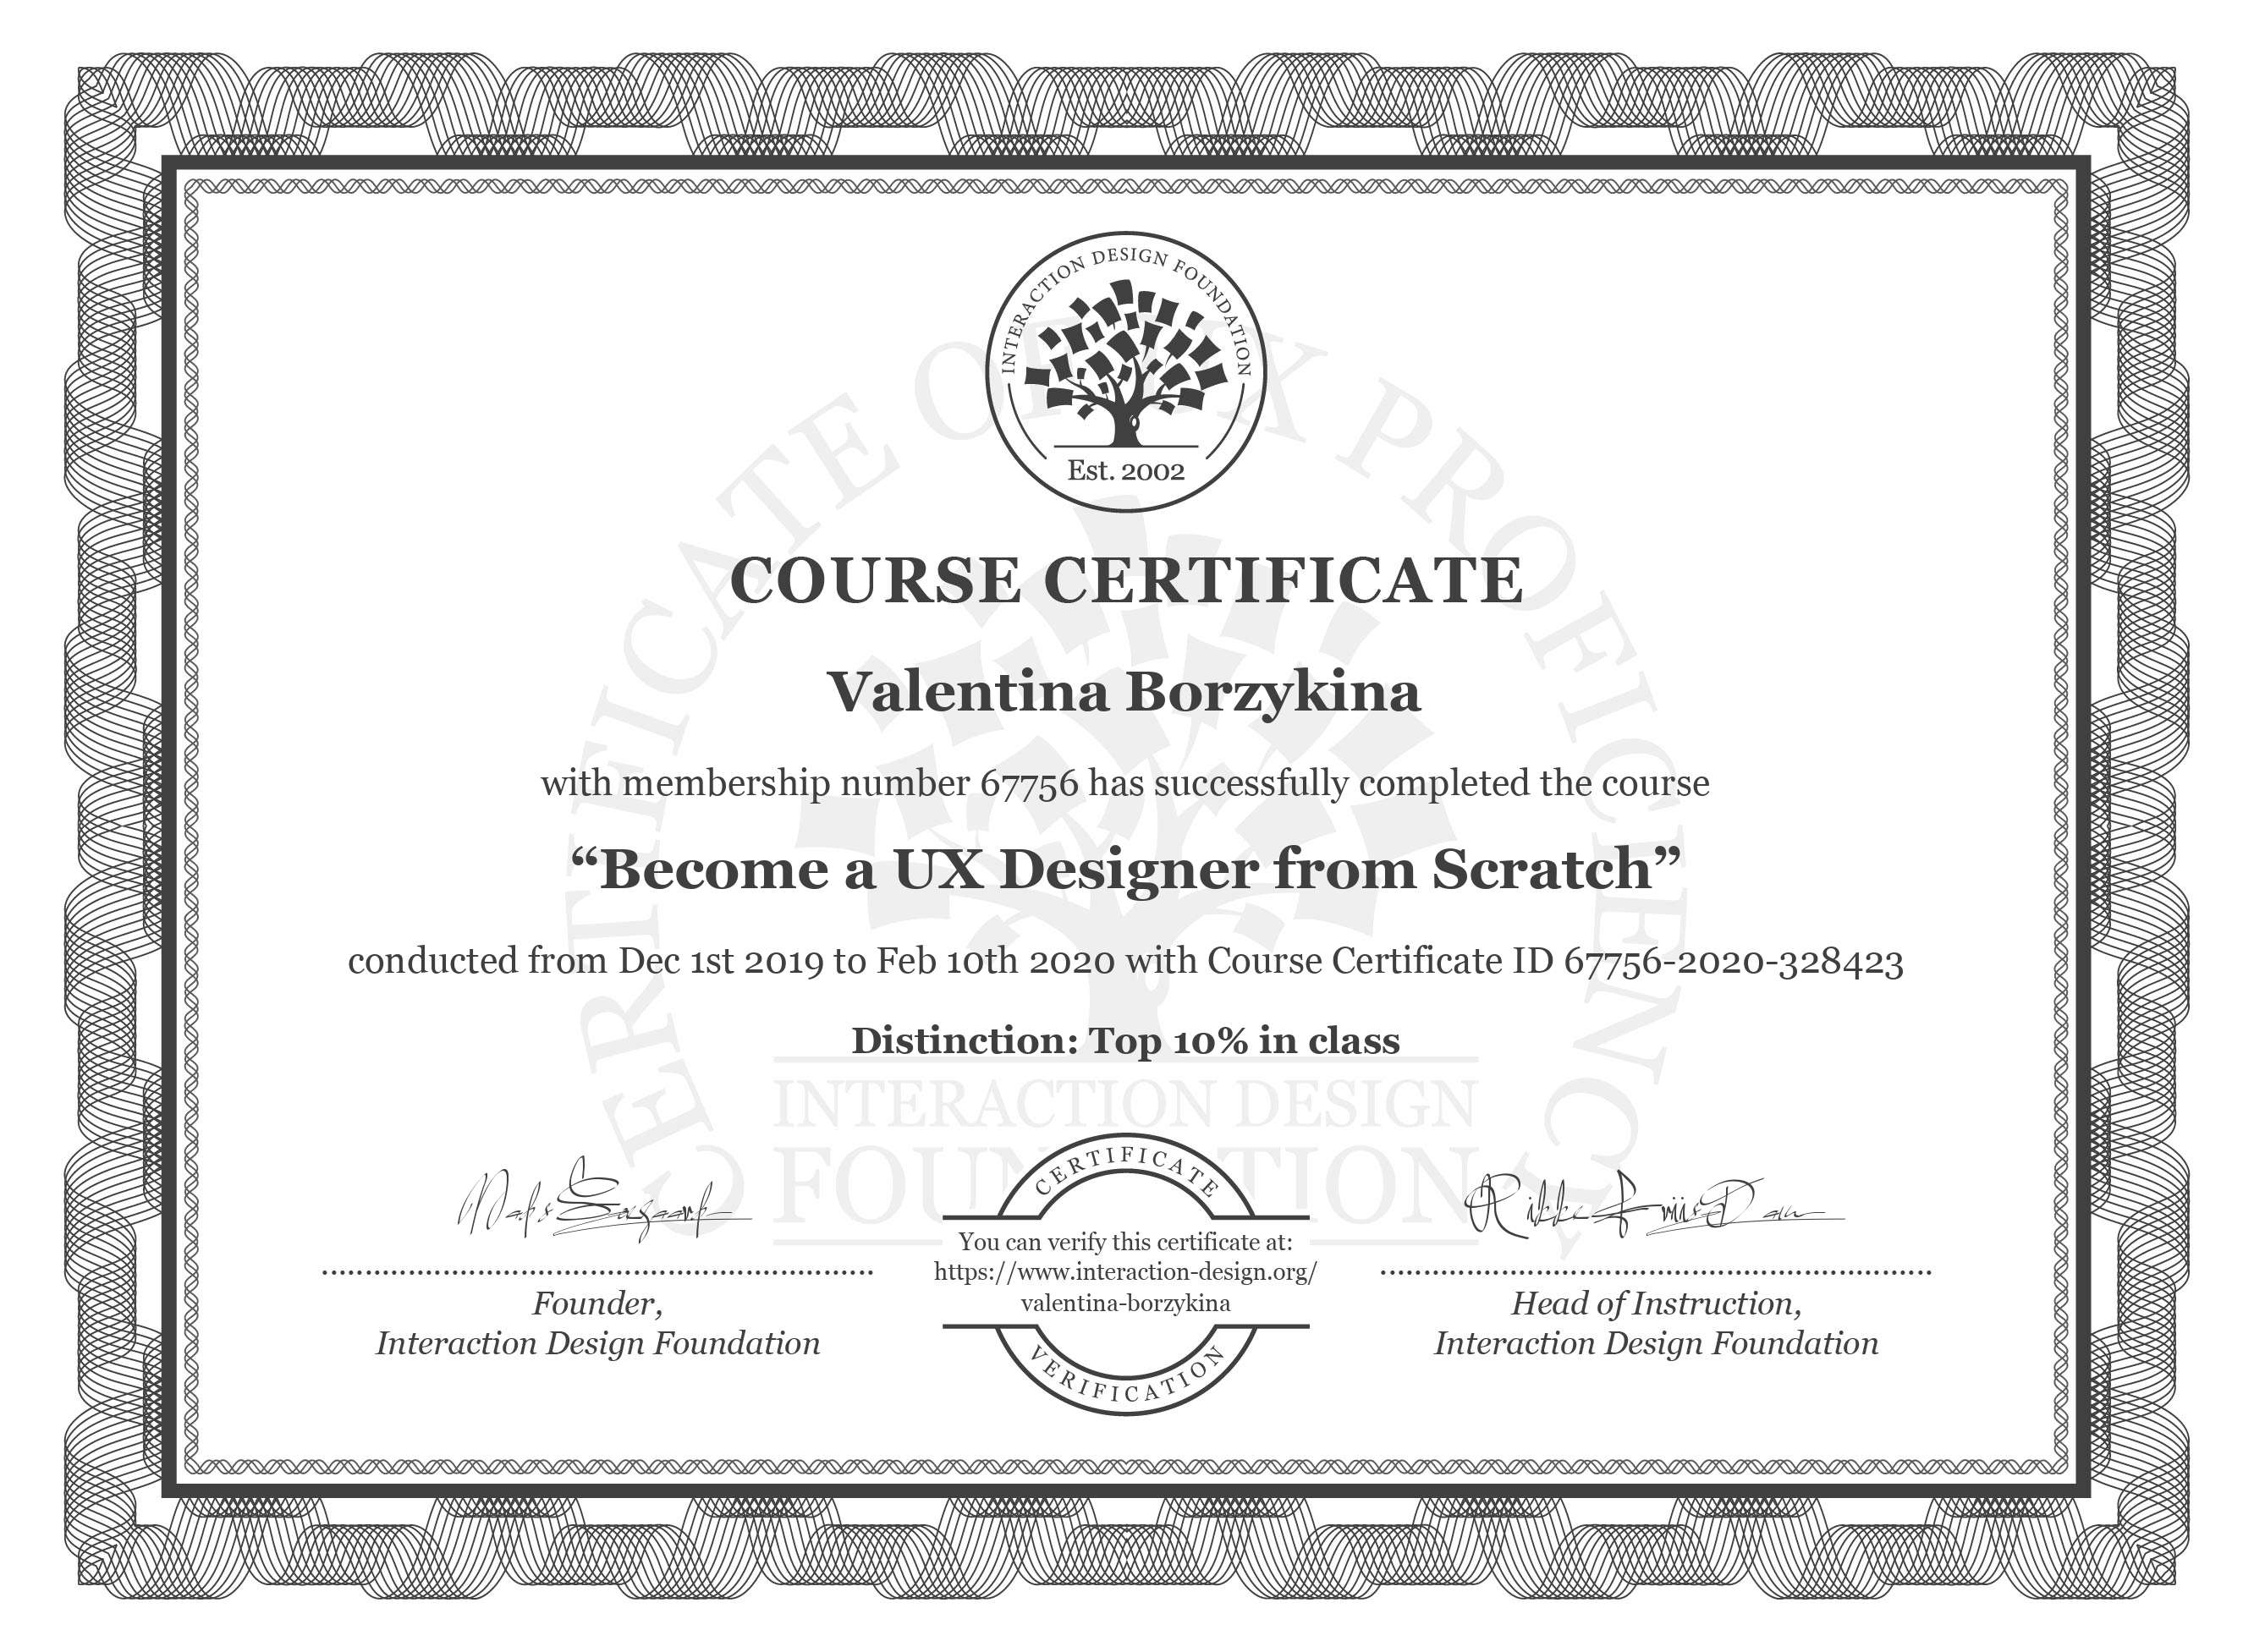 INTERACTION DESIGN FOUNDATION
Est. 2002
CERTIFICATE OF UX PROFICIENCY
COURSE CERTIFICATE
Valentina Borzykina
with membership number 67756 has successfully completed the course
“Become a UX Designer from Scratch”
conducted from Dec 1st 2019 to Feb 10th 2020 with Course Certificate ID 67756-2020-328423
Distinction: Top 10% in class
INTERACTION DESIGN
FOUNDATION
CERTIFICATE
You can verify this certificate at:
https://www.interaction-design.org/
valentina-borzykina
VERIFICATION
Founder,
Interaction Design Foundation
Rikke Friis Dam
Head of Instruction,
Interaction Design Foundation